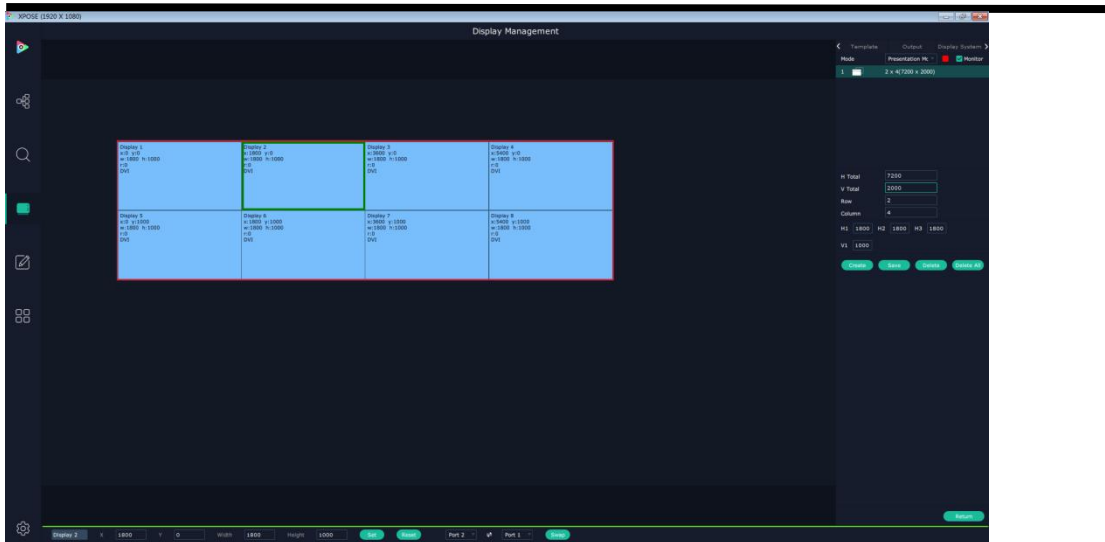 XPOSE (1920 X 1080)
Display Management
Template Output Display System
Mode Presentation Mc Monitor
1 2 x 4(7200 x 2000)
Display 1
x:0 y:0
w:1800 h:1000
r:0
DVI
Display 2
x:1800 y:0
w:1800 h:1000
r:0
DVI
Display 3
x:3600 y:0
w:1800 h:1000
r:0
DVI
Display 4
x:5400 y:0
w:1800 h:1000
r:0
DVI
Display 5
x:0 y:1000
w:1800 h:1000
r:0
DVI
Display 6
x:1800 y:1000
w:1800 h:1000
r:0
DVI
Display 7
x:3600 y:1000
w:1800 h:1000
r:0
DVI
Display 8
x:5400 y:1000
w:1800 h:1000
r:0
DVI
H Total 7200
V Total 2000
Row 2
Column 4
H1 1800 H2 1800 H3 1800
V1 1000
Create Save Delete Delete All
Return
Display 2 X 1800 Y 0 Width 1800 Height 1000 Set Reset Port 2 Port 1 Swap